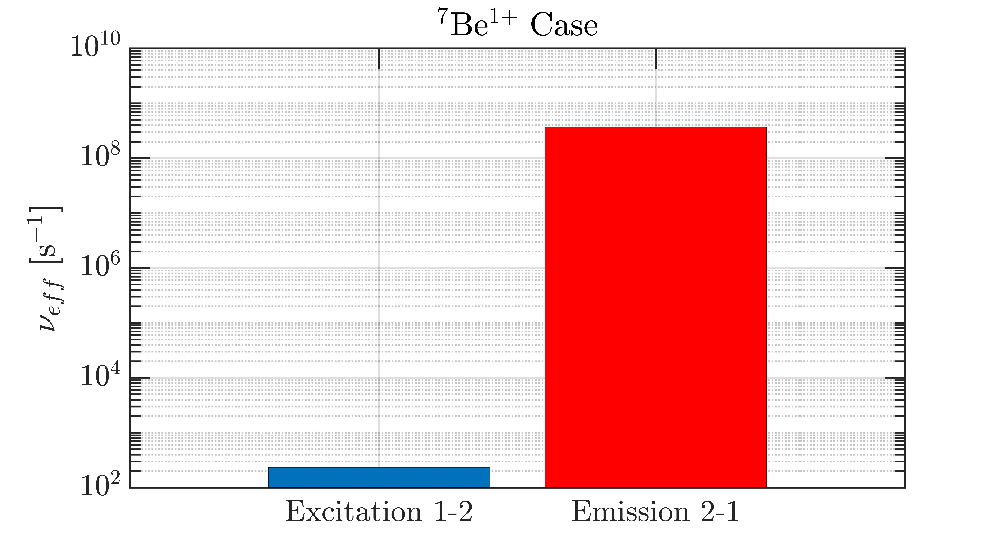 ⁷Be¹⁺ Case
10¹⁰
10⁸
10⁶
10⁴
10²
ν_eff [s⁻¹]
Excitation 1-2
Emission 2-1